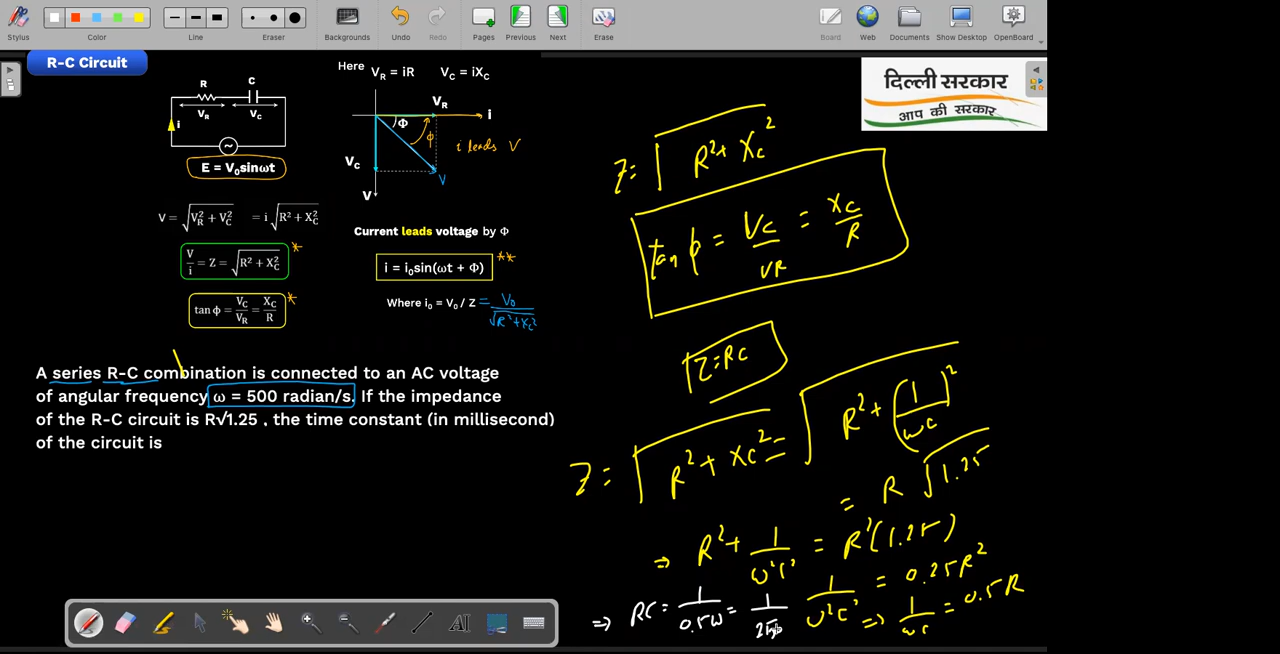 Stylus Color Line Eraser Backgrounds Undo Redo Pages Previous Next Erase Board Web Documents Show Desktop OpenBoard
R-C Circuit
R C
V_R V_C
i
~
E = V₀sinωt
Here V_R = iR V_C = iX_C
V_R
i
Φ
ϕ
i leads V
V_C
V
V
V = √(V_R² + V_C²) = i√(R² + X_C²)
V/i = Z = √(R² + X_C²) *
tan ϕ = V_C/V_R = X_C/R *
Current leads voltage by Φ
i = i₀sin(ωt + Φ) **
Where i₀ = V₀ / Z = V₀/√(R²+X_C²)
दिल्ली सरकार
आप की सरकार
A series R-C combination is connected to an AC voltage
of angular frequency ω = 500 radian/s. If the impedance
of the R-C circuit is R√1.25 , the time constant (in millisecond)
of the circuit is
Z = √(R² + X_C²)
tan ϕ = V_C/V_R = X_C/R
τ = RC
Z = √(R² + X_C²) = √(R² + (1/ωC)²)
= R √1.25
⇒ R² + 1/ω²C² = R²(1.25)
1/ω²C² = 0.25R²
⇒ 1/ωC = 0.5R
⇒ RC = 1/0.5ω =